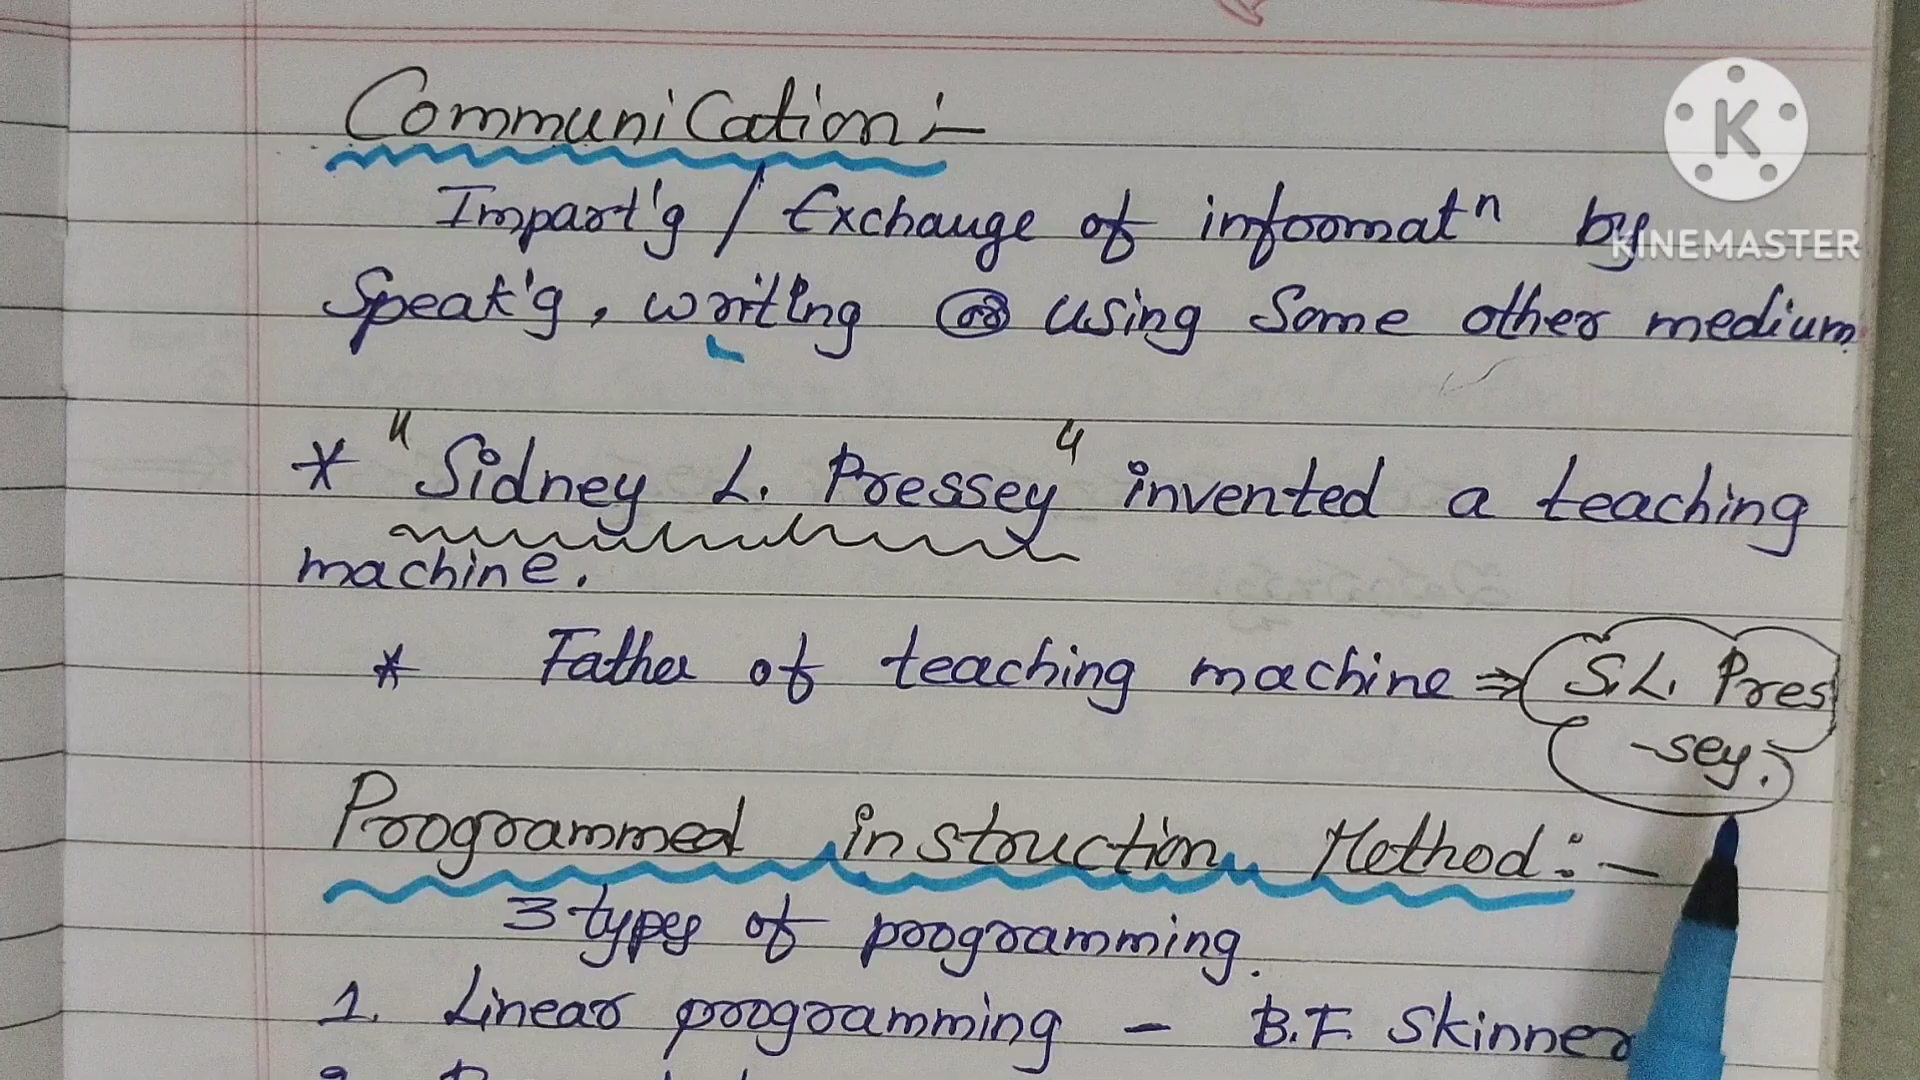 Communication :-
Impart'g / Exchange of informatⁿ by
Speak'g, writing or using Some other medium
* "Sidney L. Pressey" invented a teaching
machine.
* Father of teaching machine ⇒ S.L. Pres
-sey.
Programmed instruction Method :-
3 types of programming.
1. Linear programming - B.F. Skinner
K
KINEMASTER